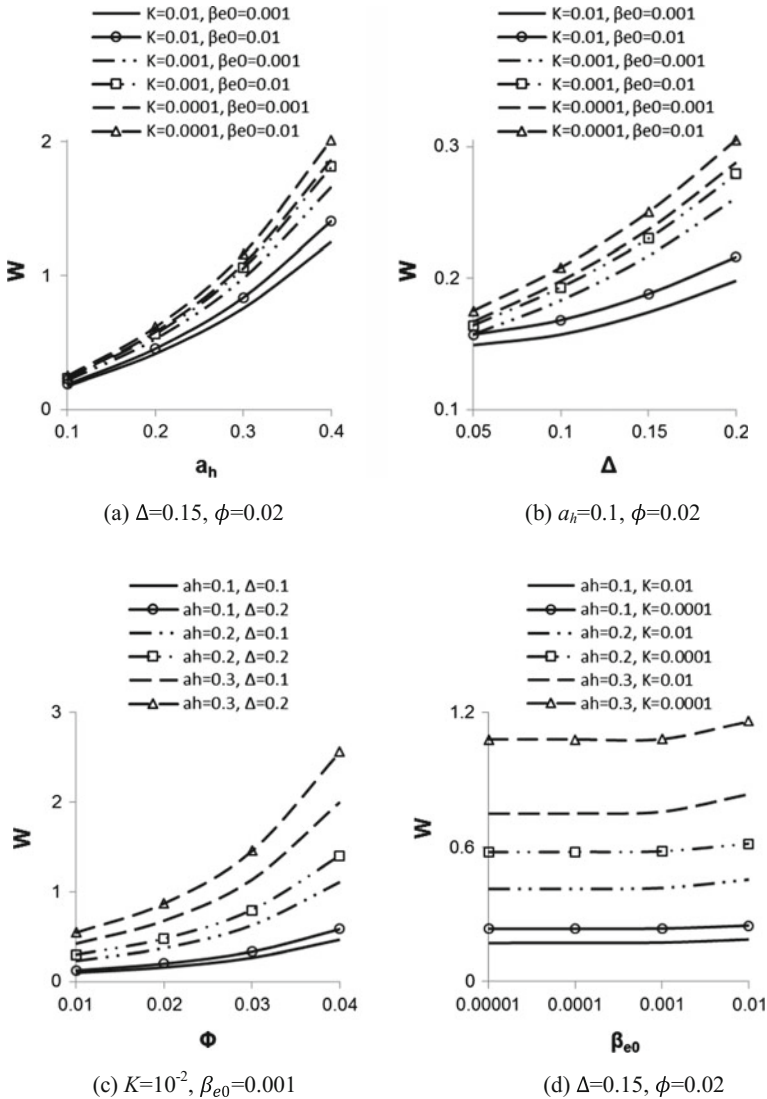 K=0.01, βe0=0.001
K=0.01, βe0=0.01
K=0.001, βe0=0.001
K=0.001, βe0=0.01
K=0.0001, βe0=0.001
K=0.0001, βe0=0.01
2
1
0
W
0.1 0.2 0.3 0.4
a_h
(a) Δ=0.15, ϕ=0.02
K=0.01, βe0=0.001
K=0.01, βe0=0.01
K=0.001, βe0=0.001
K=0.001, βe0=0.01
K=0.0001, βe0=0.001
K=0.0001, βe0=0.01
0.3
0.2
0.1
W
0.05 0.1 0.15 0.2
Δ
(b) a_h=0.1, ϕ=0.02
ah=0.1, Δ=0.1
ah=0.1, Δ=0.2
ah=0.2, Δ=0.1
ah=0.2, Δ=0.2
ah=0.3, Δ=0.1
ah=0.3, Δ=0.2
3
2
1
0
W
0.01 0.02 0.03 0.04
Φ
(c) K=10⁻², β_e0=0.001
ah=0.1, K=0.01
ah=0.1, K=0.0001
ah=0.2, K=0.01
ah=0.2, K=0.0001
ah=0.3, K=0.01
ah=0.3, K=0.0001
1.2
0.6
0
W
0.00001 0.0001 0.001 0.01
β_e0
(d) Δ=0.15, ϕ=0.02